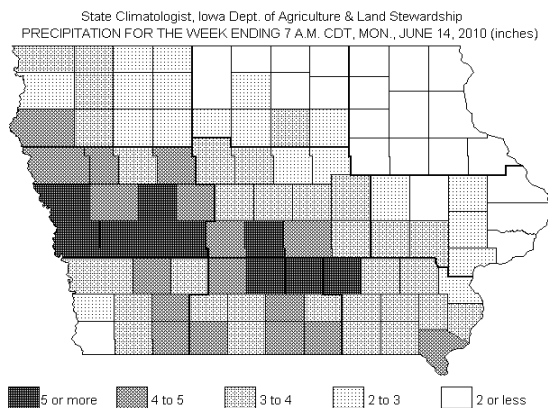 State Climatologist, Iowa Dept. of Agriculture & Land Stewardship
PRECIPITATION FOR THE WEEK ENDING 7 A.M. CDT, MON., JUNE 14, 2010 (inches)
5 or more 4 to 5 3 to 4 2 to 3 2 or less